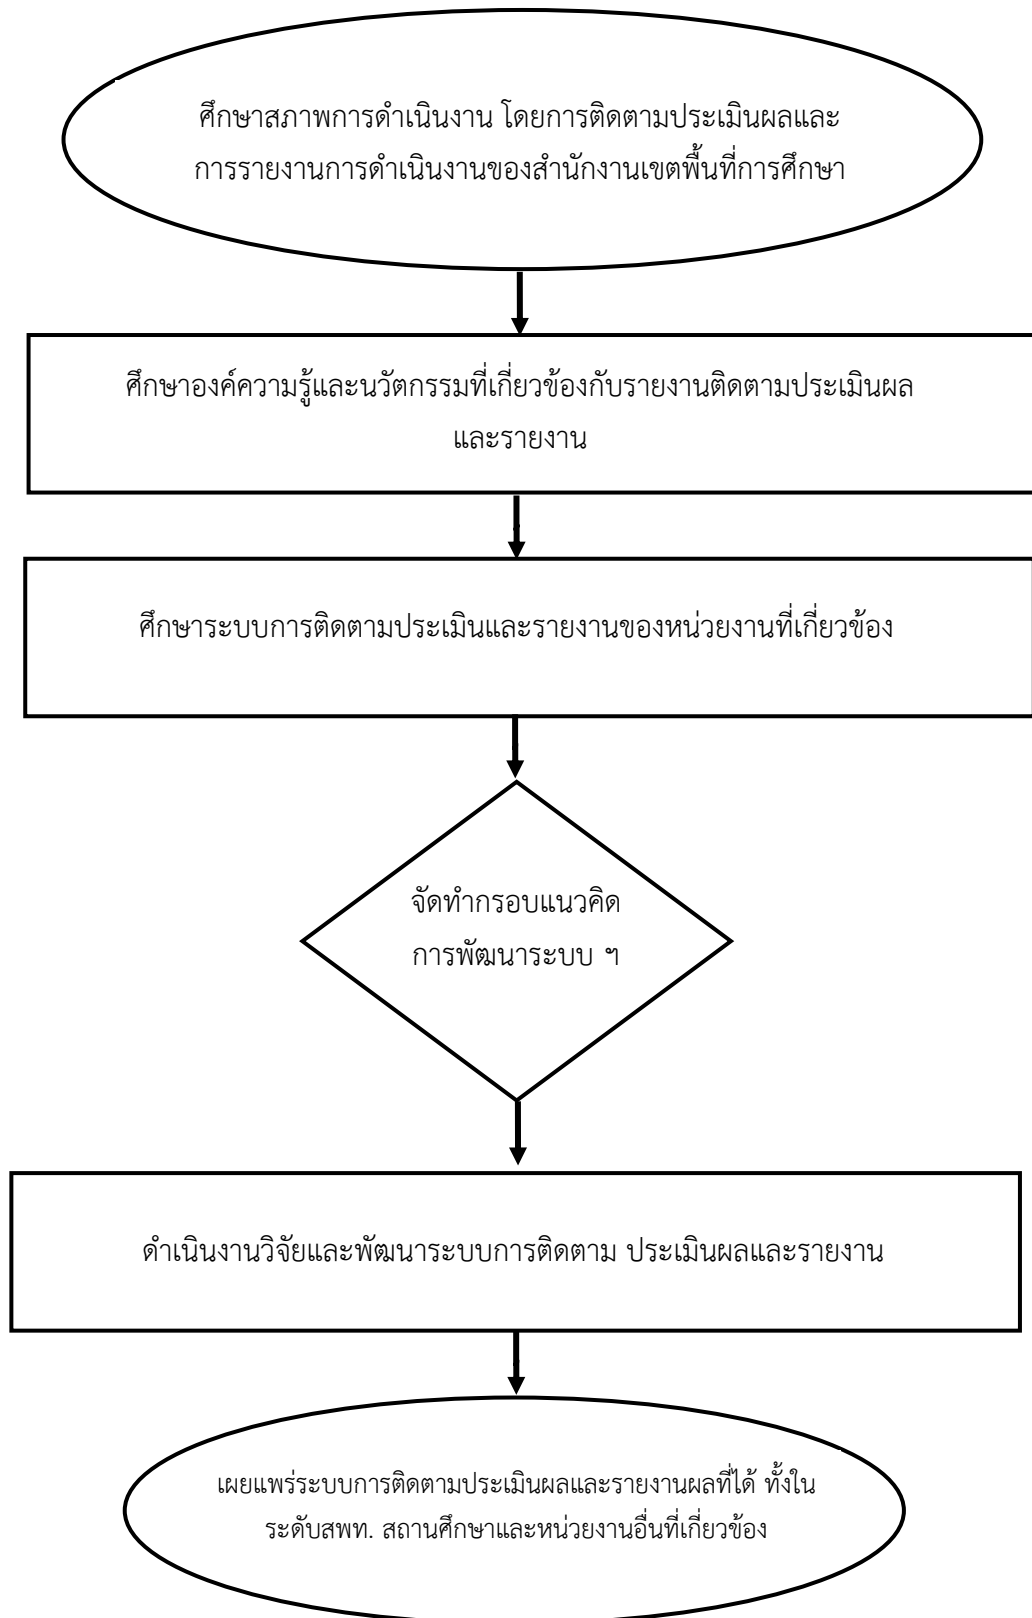 ศึกษาสภาพการดำเนินงาน โดยการติดตามประเมินผลและ
การรายงานการดำเนินงานของสำนักงานเขตพื้นที่การศึกษา
ศึกษาองค์ความรู้และนวัตกรรมที่เกี่ยวข้องกับรายงานติดตามประเมินผล
และรายงาน
ศึกษาระบบการติดตามประเมินและรายงานของหน่วยงานที่เกี่ยวข้อง
จัดทำกรอบแนวคิด
การพัฒนาระบบ ฯ
ดำเนินงานวิจัยและพัฒนาระบบการติดตาม ประเมินผลและรายงาน
เผยแพร่ระบบการติดตามประเมินผลและรายงานผลที่ได้ ทั้งใน
ระดับสพท. สถานศึกษาและหน่วยงานอื่นที่เกี่ยวข้อง